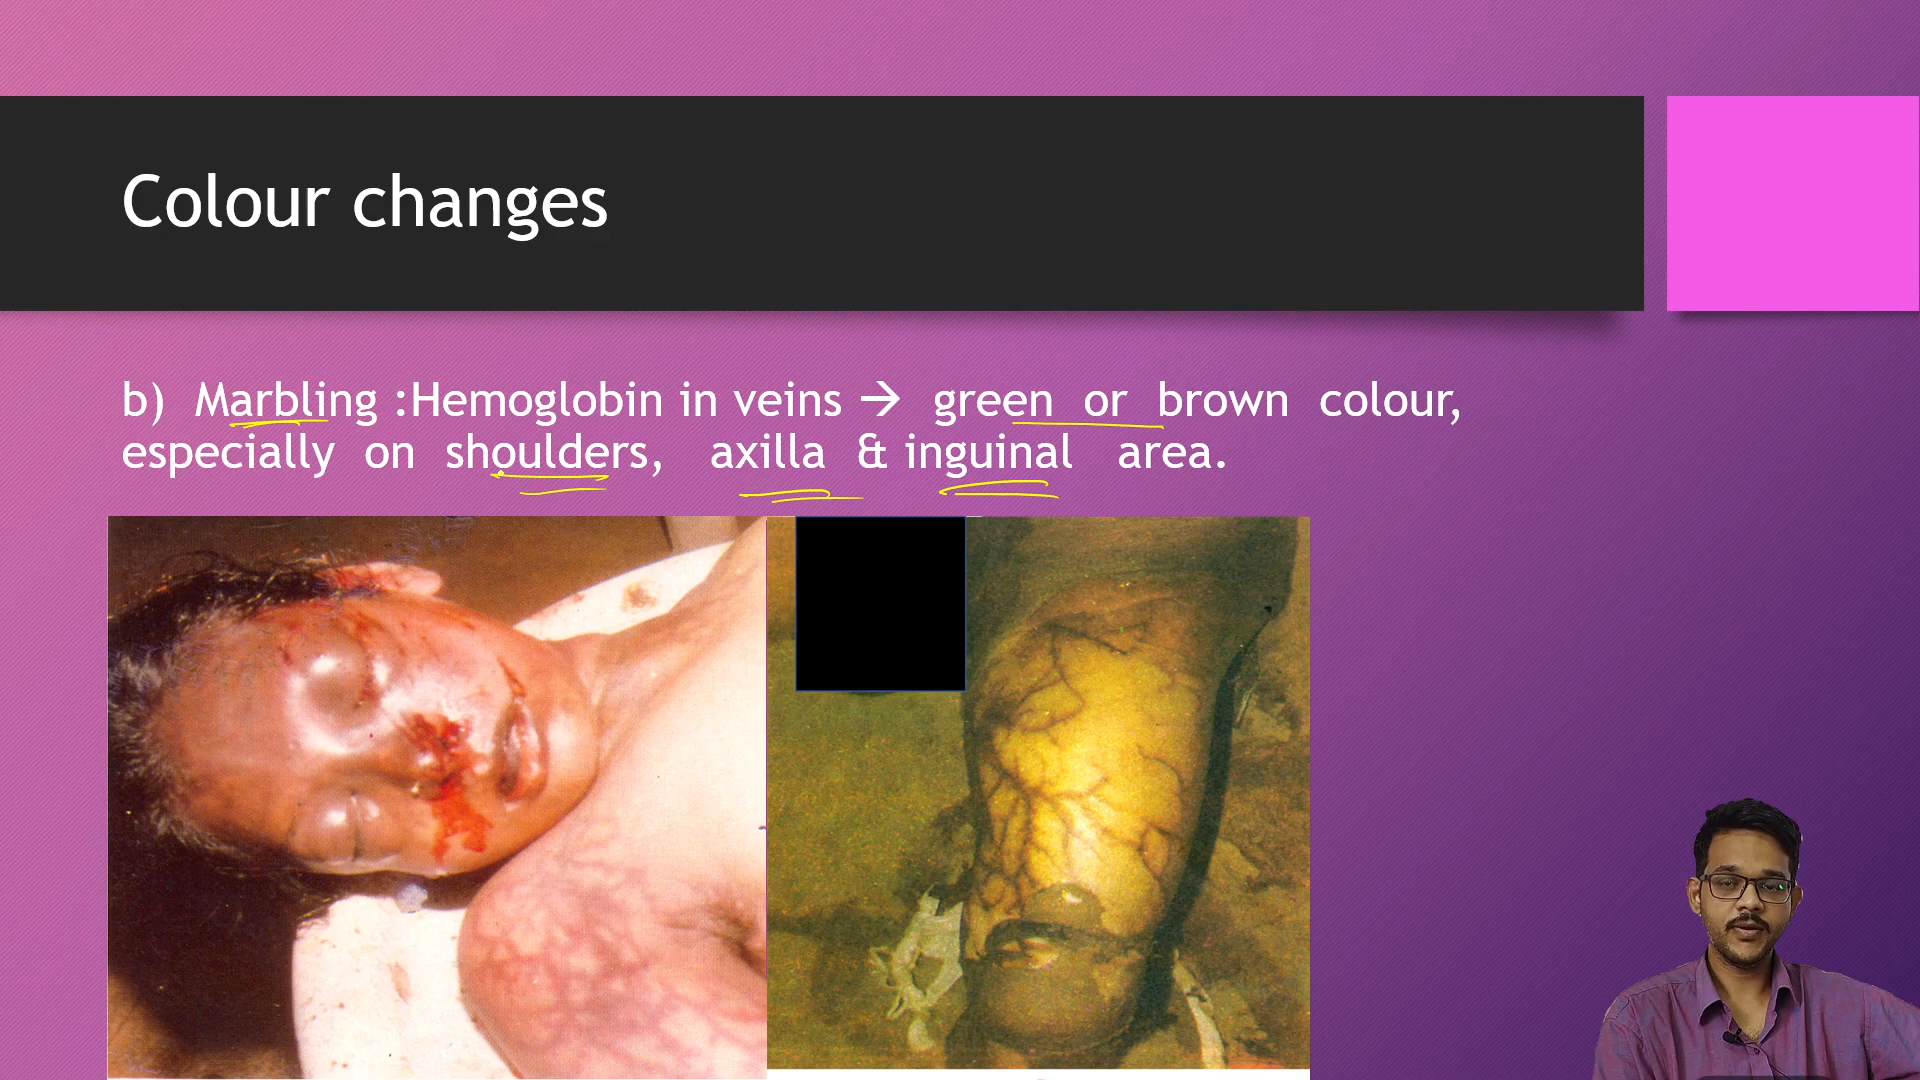 Colour changes
b) Marbling :Hemoglobin in veins → green or brown colour,
especially on shoulders, axilla & inguinal area.